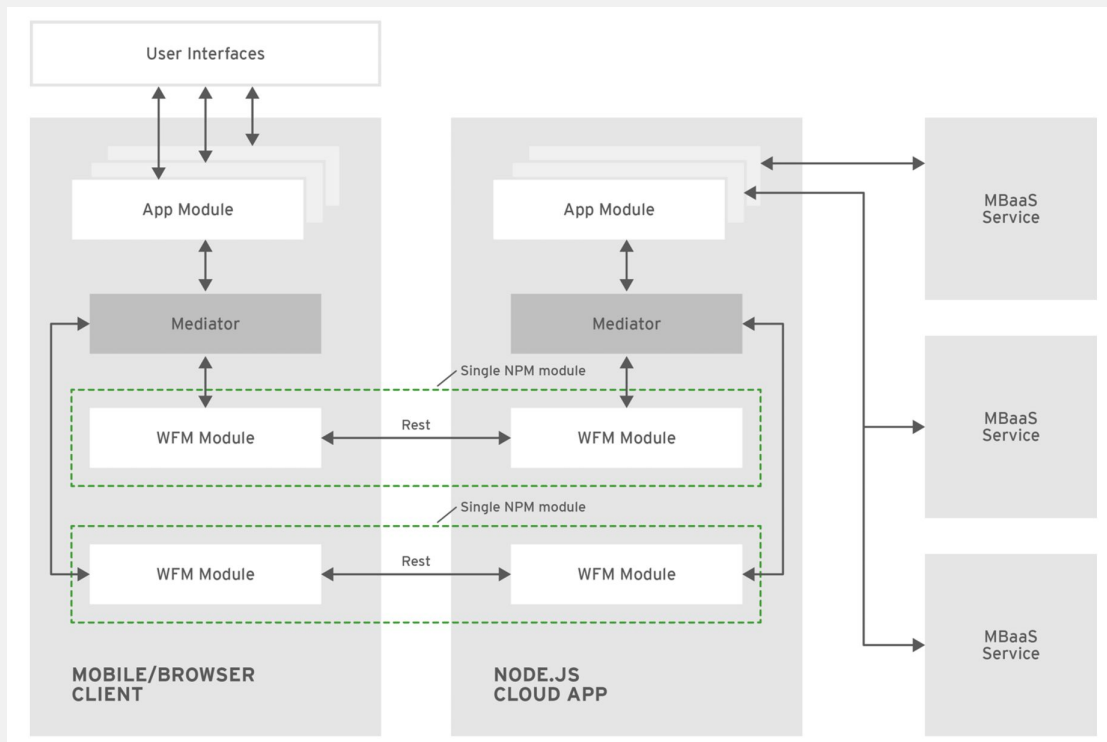 User Interfaces
App Module
App Module
MBaaS
Service
Mediator
Mediator
Single NPM module
WFM Module
Rest
WFM Module
MBaaS
Service
Single NPM module
WFM Module
Rest
WFM Module
MBaaS
Service
MOBILE/BROWSER
CLIENT
NODE.JS
CLOUD APP